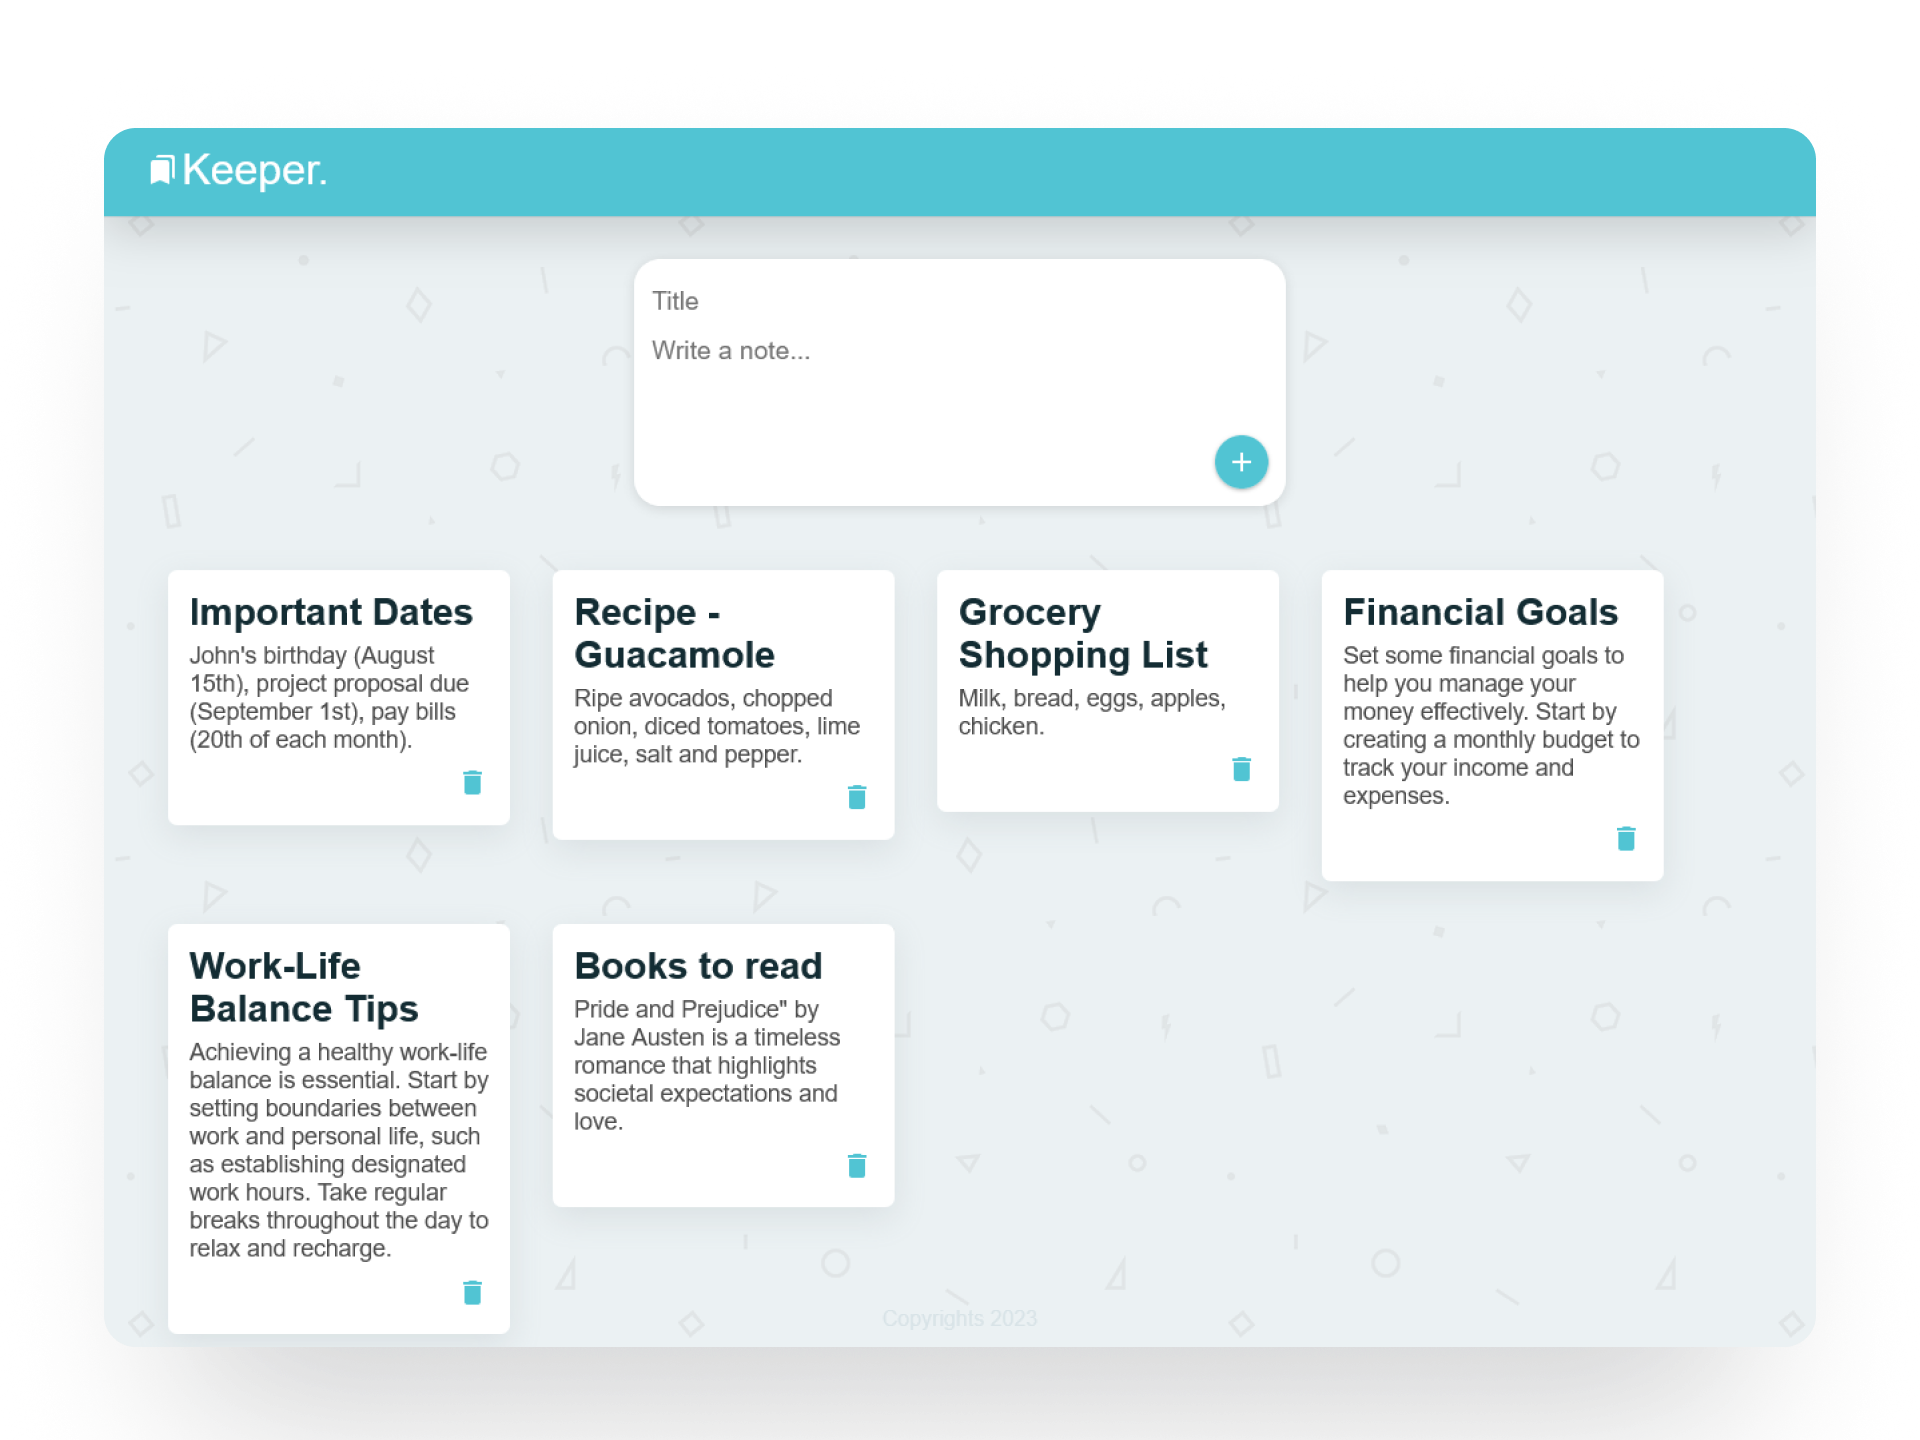 Keeper.
Title
Write a note...
Important Dates
John's birthday (August
15th), project proposal due
(September 1st), pay bills
(20th of each month).
Recipe -
Guacamole
Ripe avocados, chopped
onion, diced tomatoes, lime
juice, salt and pepper.
Grocery
Shopping List
Milk, bread, eggs, apples,
chicken.
Financial Goals
Set some financial goals to
help you manage your
money effectively. Start by
creating a monthly budget to
track your income and
expenses.
Work-Life
Balance Tips
Achieving a healthy work-life
balance is essential. Start by
setting boundaries between
work and personal life, such
as establishing designated
work hours. Take regular
breaks throughout the day to
relax and recharge.
Books to read
Pride and Prejudice" by
Jane Austen is a timeless
romance that highlights
societal expectations and
love.
Copyrights 2023